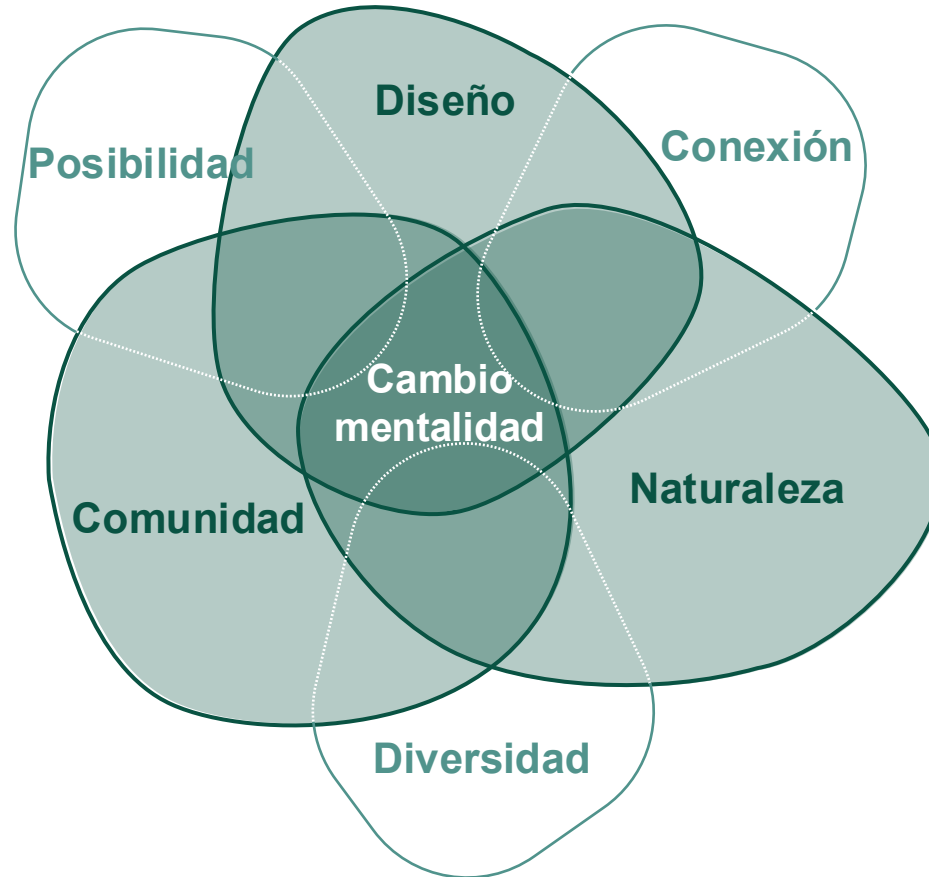 Diseño
Posibilidad
Conexión
Cambio
mentalidad
Comunidad
Naturaleza
Diversidad